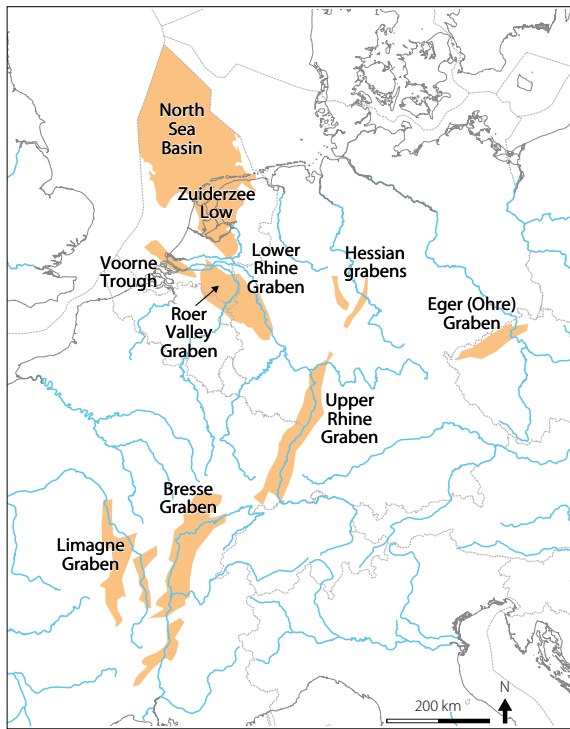 North
Sea
Basin
Zuiderzee
Low
Voorne
Trough
Lower
Rhine
Graben
Hessian
grabens
Roer
Valley
Graben
Eger (Ohre)
Graben
Upper
Rhine
Graben
Bresse
Graben
Limagne
Graben
200 km
N